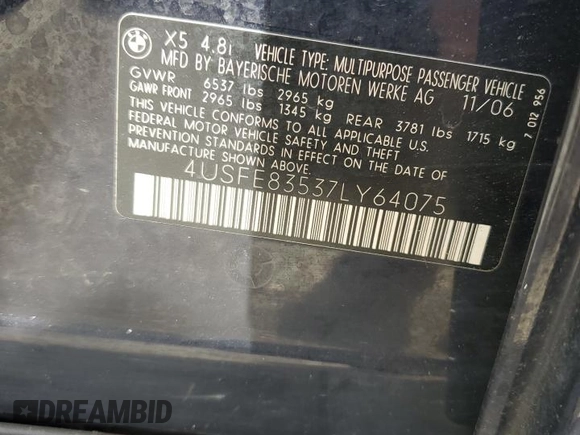 X5 4.8i VEHICLE TYPE: MULTIPURPOSE PASSENGER VEHICLE
MFD BY BAYERISCHE MOTOREN WERKE AG 11/06
GVWR 6537 lbs 2965 kg
GAWR FRONT 2965 lbs 1345 kg REAR 3781 lbs 1715 kg
THIS VEHICLE CONFORMS TO ALL APPLICABLE U.S.
FEDERAL MOTOR VEHICLE SAFETY AND THEFT
PREVENTION STANDARDS IN EFFECT ON THE DATE OF
MANUFACTURE SHOWN ABOVE.
4USFE83537LY64075
7 012 956
DREAMBID